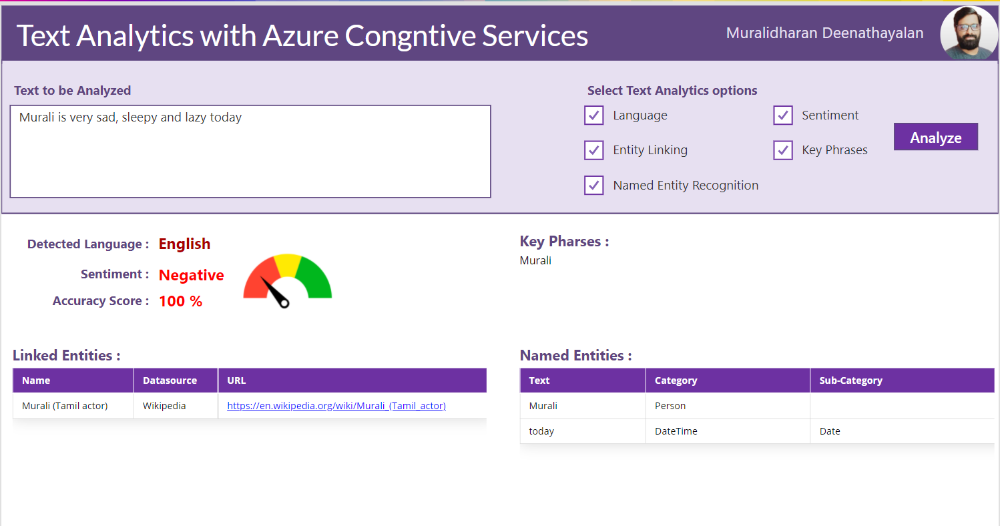 Text Analytics with Azure Congntive Services
Muralidharan Deenathayalan
Text to be Analyzed
Murali is very sad, sleepy and lazy today
Select Text Analytics options
Language
Sentiment
Entity Linking
Key Phrases
Named Entity Recognition
Analyze
Detected Language : English
Sentiment : Negative
Accuracy Score : 100 %
Key Pharses :
Murali
Linked Entities :
Name Datasource URL
Murali (Tamil actor) Wikipedia https://en.wikipedia.org/wiki/Murali_(Tamil_actor)
Named Entities :
Text Category Sub-Category
Murali Person
today DateTime Date